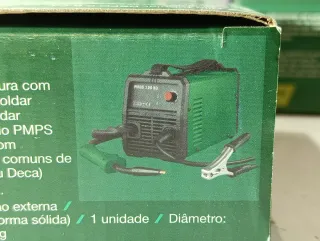 ura com
oldar
dar
o PMPS
om
comuns de
u Deca)
o externa /
orma sólida) / 1 unidade / Diâmetro:
g